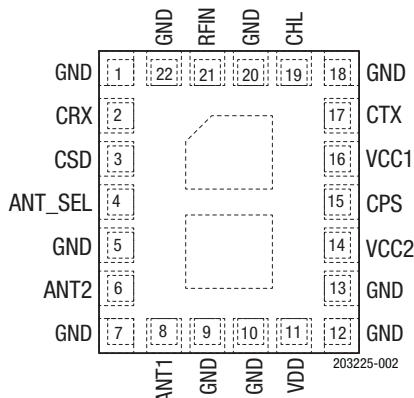 GND RFIN GND CHL
GND 1 22 21 20 19 18 GND
CRX 2 17 CTX
CSD 3 16 VCC1
ANT_SEL 4 15 CPS
GND 5 14 VCC2
ANT2 6 13 GND
GND 7 8 9 10 11 12 GND
ANT1 GND GND VDD
203225-002